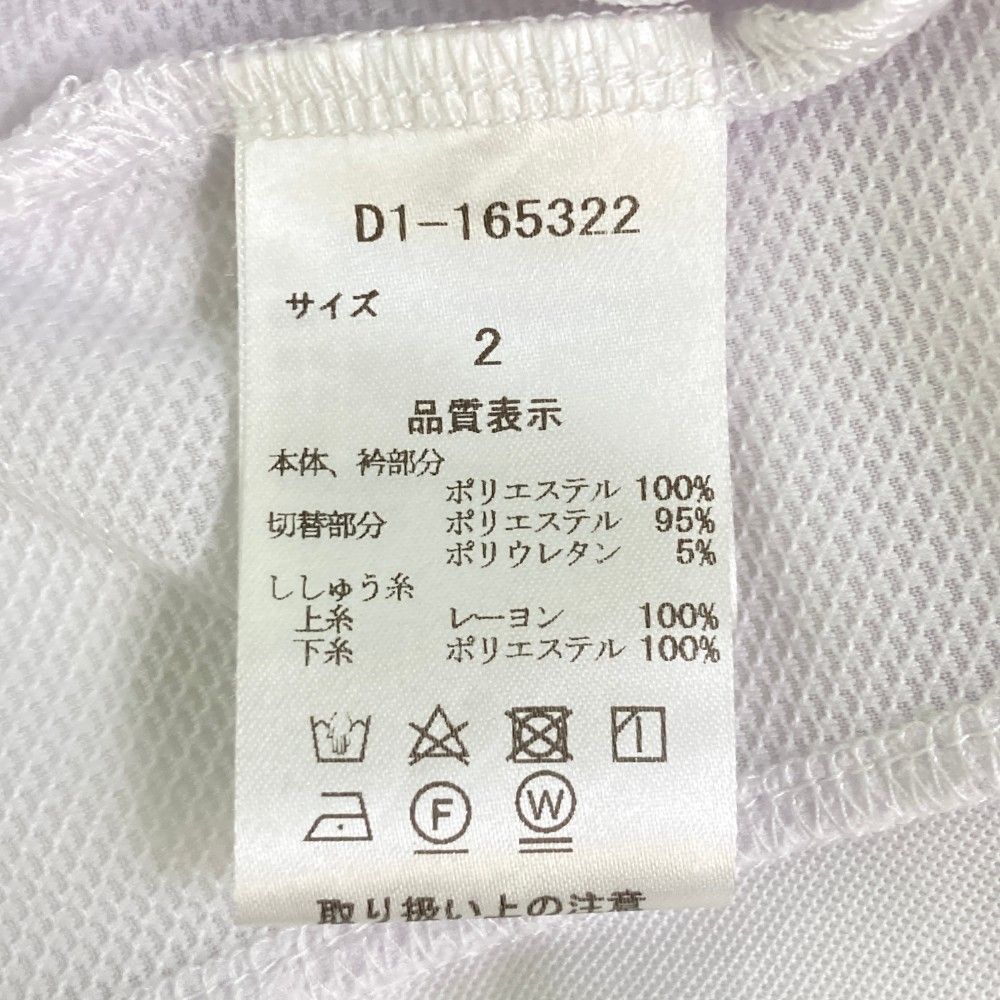 D1-165322
サイズ
2
品質表示
本体、衿部分
ポリエステル 100%
切替部分 ポリエステル 95%
ポリウレタン 5%
ししゅう糸
上糸 レーヨン 100%
下糸 ポリエステル 100%
1
F W
取り扱い上の注意